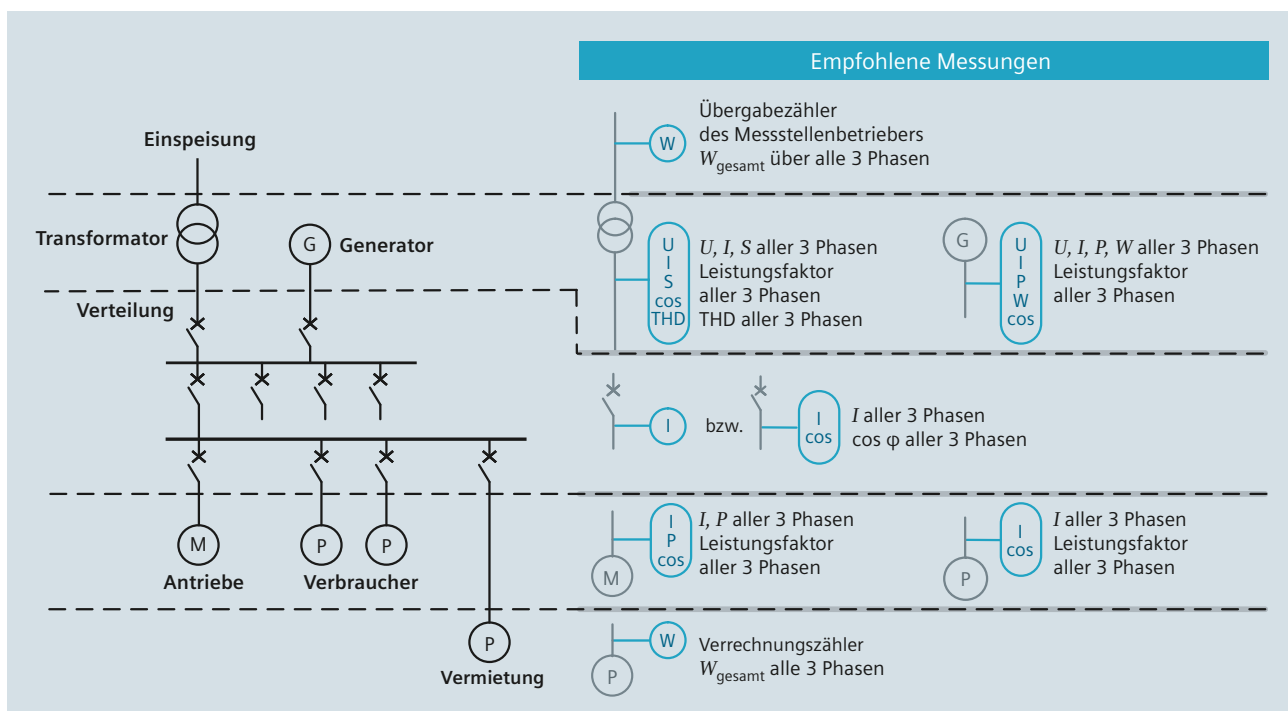 Empfohlene Messungen
Einspeisung
W
Übergabezähler
des Messstellenbetriebers
W_gesamt über alle 3 Phasen
Transformator
G
Generator
U
I
S
cos
THD
U, I, S aller 3 Phasen
Leistungsfaktor
aller 3 Phasen
THD aller 3 Phasen
G
U
I
P
W
cos
U, I, P, W aller 3 Phasen
Leistungsfaktor
aller 3 Phasen
Verteilung
I
bzw.
I
cos
I aller 3 Phasen
cos φ aller 3 Phasen
M
P
P
Antriebe
Verbraucher
M
I
P
cos
I, P aller 3 Phasen
Leistungsfaktor
aller 3 Phasen
P
I
cos
I aller 3 Phasen
Leistungsfaktor
aller 3 Phasen
P
Vermietung
P
W
Verrechnungszähler
W_gesamt alle 3 Phasen